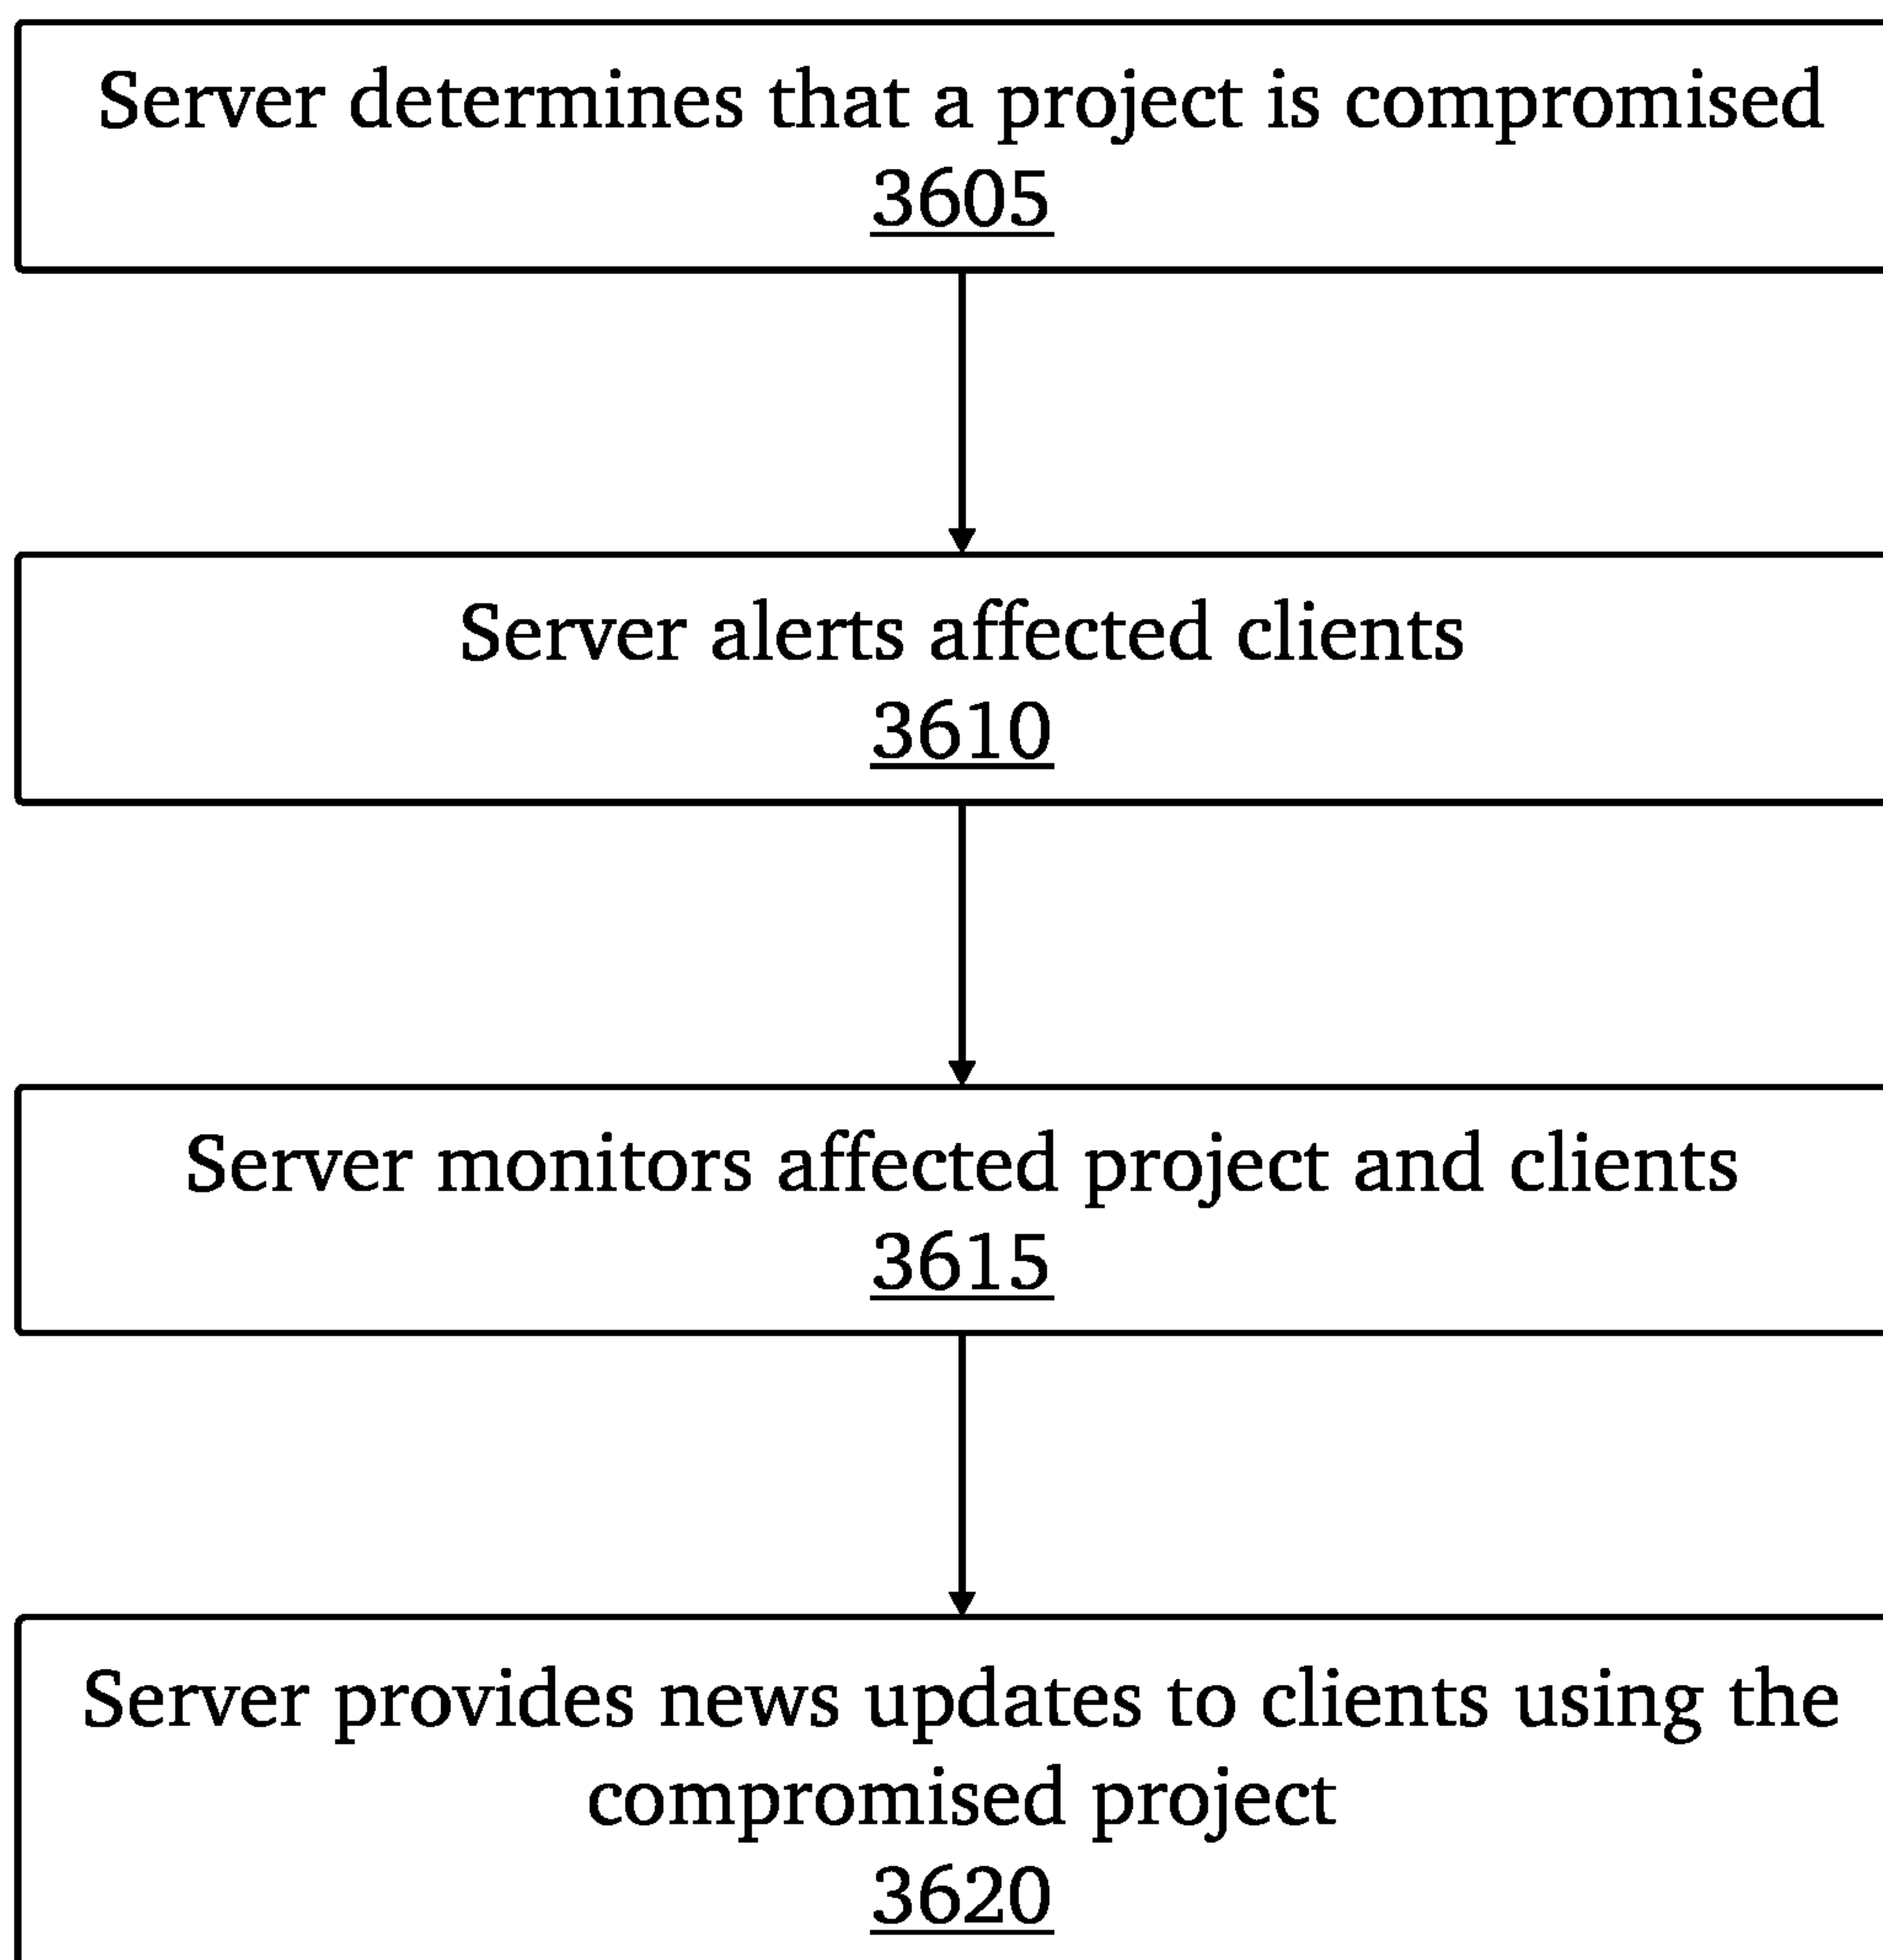 Server determines that a project is compromised
3605
Server alerts affected clients
3610
Server monitors affected project and clients
3615
Server provides news updates to clients using the
compromised project
3620